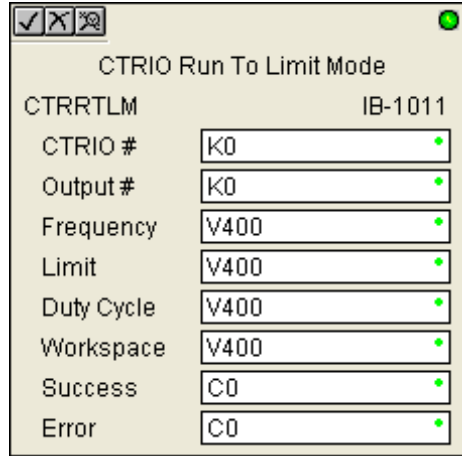 CTRIO Run To Limit Mode
CTRRTLM IB-1011
CTRIO # K0
Output # K0
Frequency V400
Limit V400
Duty Cycle V400
Workspace V400
Success C0
Error C0